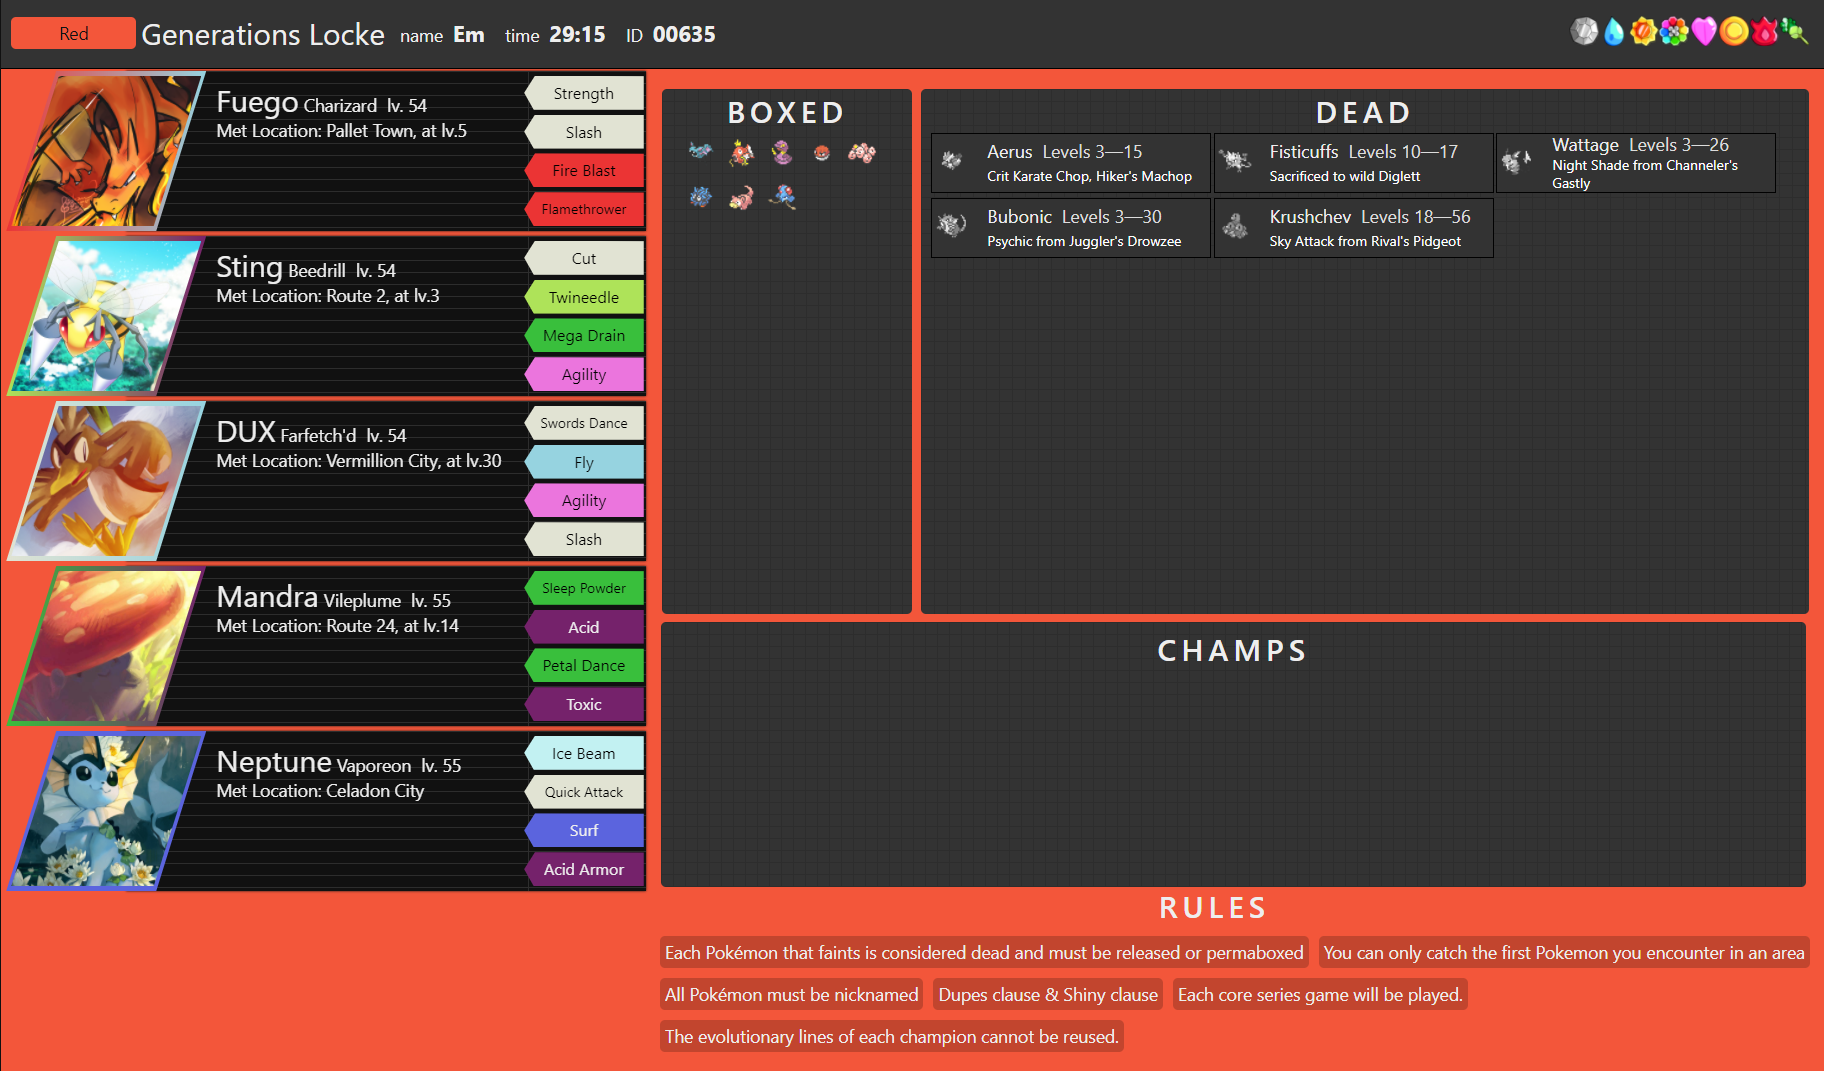 Red Generations Locke name Em time 29:15 ID 00635
Fuego Charizard lv. 54
Met Location: Pallet Town, at lv.5
Strength
Slash
Fire Blast
Flamethrower
Sting Beedrill lv. 54
Met Location: Route 2, at lv.3
Cut
Twineedle
Mega Drain
Agility
DUX Farfetch'd lv. 54
Met Location: Vermillion City, at lv.30
Swords Dance
Fly
Agility
Slash
Mandra Vileplume lv. 55
Met Location: Route 24, at lv.14
Sleep Powder
Acid
Petal Dance
Toxic
Neptune Vaporeon lv. 55
Met Location: Celadon City
Ice Beam
Quick Attack
Surf
Acid Armor
BOXED
DEAD
Aerus Levels 3—15
Crit Karate Chop, Hiker's Machop
Fisticuffs Levels 10—17
Sacrificed to wild Diglett
Wattage Levels 3—26
Night Shade from Channeler's
Gastly
Bubonic Levels 3—30
Psychic from Juggler's Drowzee
Krushchev Levels 18—56
Sky Attack from Rival's Pidgeot
CHAMPS
RULES
Each Pokémon that faints is considered dead and must be released or permaboxed
You can only catch the first Pokemon you encounter in an area
All Pokémon must be nicknamed
Dupes clause & Shiny clause
Each core series game will be played.
The evolutionary lines of each champion cannot be reused.